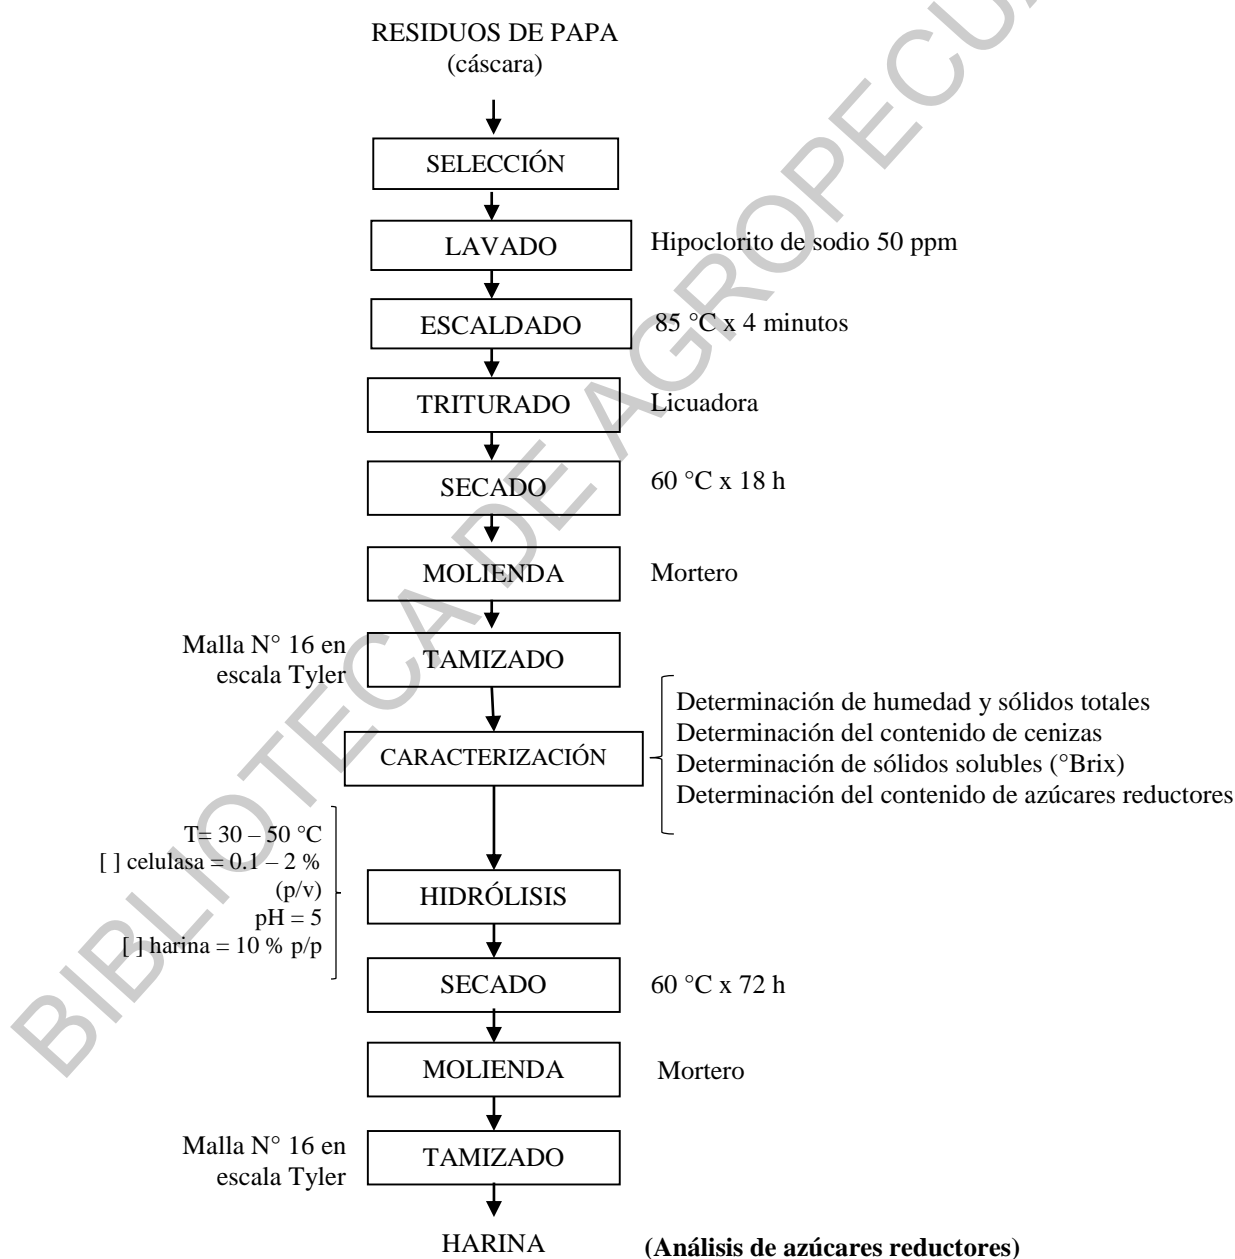 RESIDUOS DE PAPA
(cáscara)
SELECCIÓN
LAVADO
Hipoclorito de sodio 50 ppm
ESCALDADO
85 °C x 4 minutos
TRITURADO
Licuadora
SECADO
60 °C x 18 h
MOLIENDA
Mortero
Malla N° 16 en
escala Tyler
TAMIZADO
CARACTERIZACIÓN
Determinación de humedad y sólidos totales
Determinación del contenido de cenizas
Determinación de sólidos solubles (°Brix)
Determinación del contenido de azúcares reductores
T= 30 – 50 °C
[ ] celulasa = 0.1 – 2 %
(p/v)
pH = 5
[ ] harina = 10 % p/p
HIDRÓLISIS
SECADO
60 °C x 72 h
MOLIENDA
Mortero
Malla N° 16 en
escala Tyler
TAMIZADO
HARINA
(Análisis de azúcares reductores)
BIBLIOTECA DE AGROPECUA